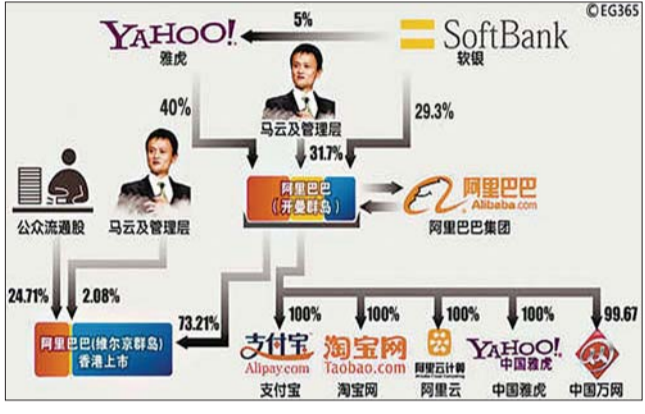 ©EG365
YAHOO!
雅虎
5%
SoftBank
软银
40%
马云及管理层
31.7%
29.3%
公众流通股
马云及管理层
阿里巴巴
(开曼群岛)
阿里巴巴
Alibaba.com
阿里巴巴集团
24.71%
2.08%
73.21%
阿里巴巴(维尔京群岛)
香港上市
100%
100%
100%
100%
99.67
支付宝
Alipay.com
支付宝
淘宝网
Taobao.com
淘宝网
阿里云计算
阿里云
YAHOO!
中国雅虎
中国雅虎
中国万网